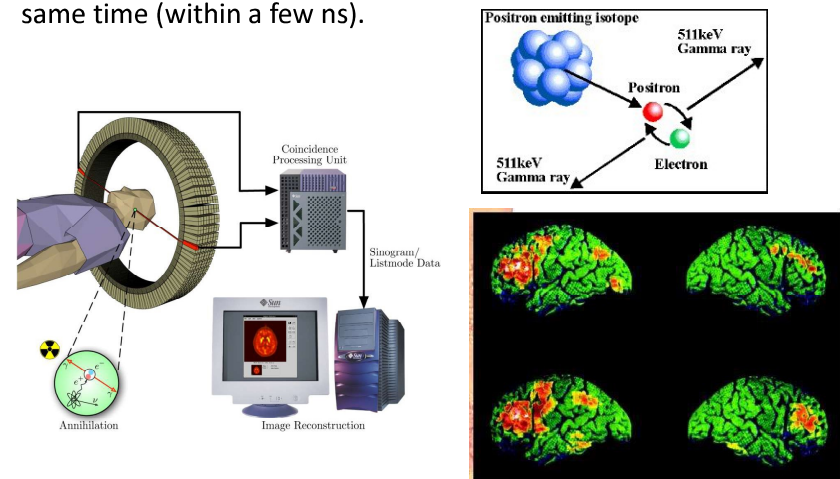 same time (within a few ns).
Positron emitting isotope
511keV
Gamma ray
Positron
Electron
511keV
Gamma ray
Coincidence
Processing Unit
Sinogram/
Listmode Data
Sun
Annihilation
Image Reconstruction